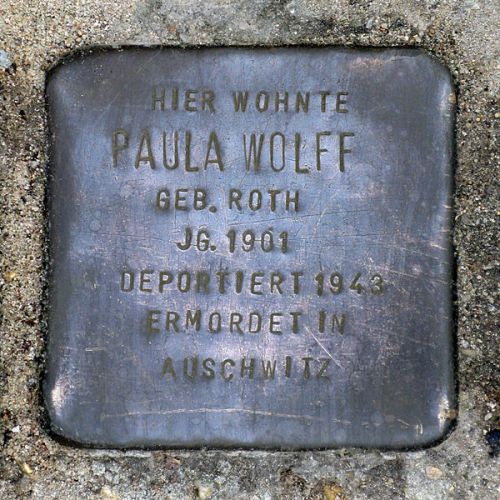 HIER WOHNTE
PAULA WOLFF
GEB. ROTH
JG. 1901
DEPORTIERT 1943
ERMORDET IN
AUSCHWITZ